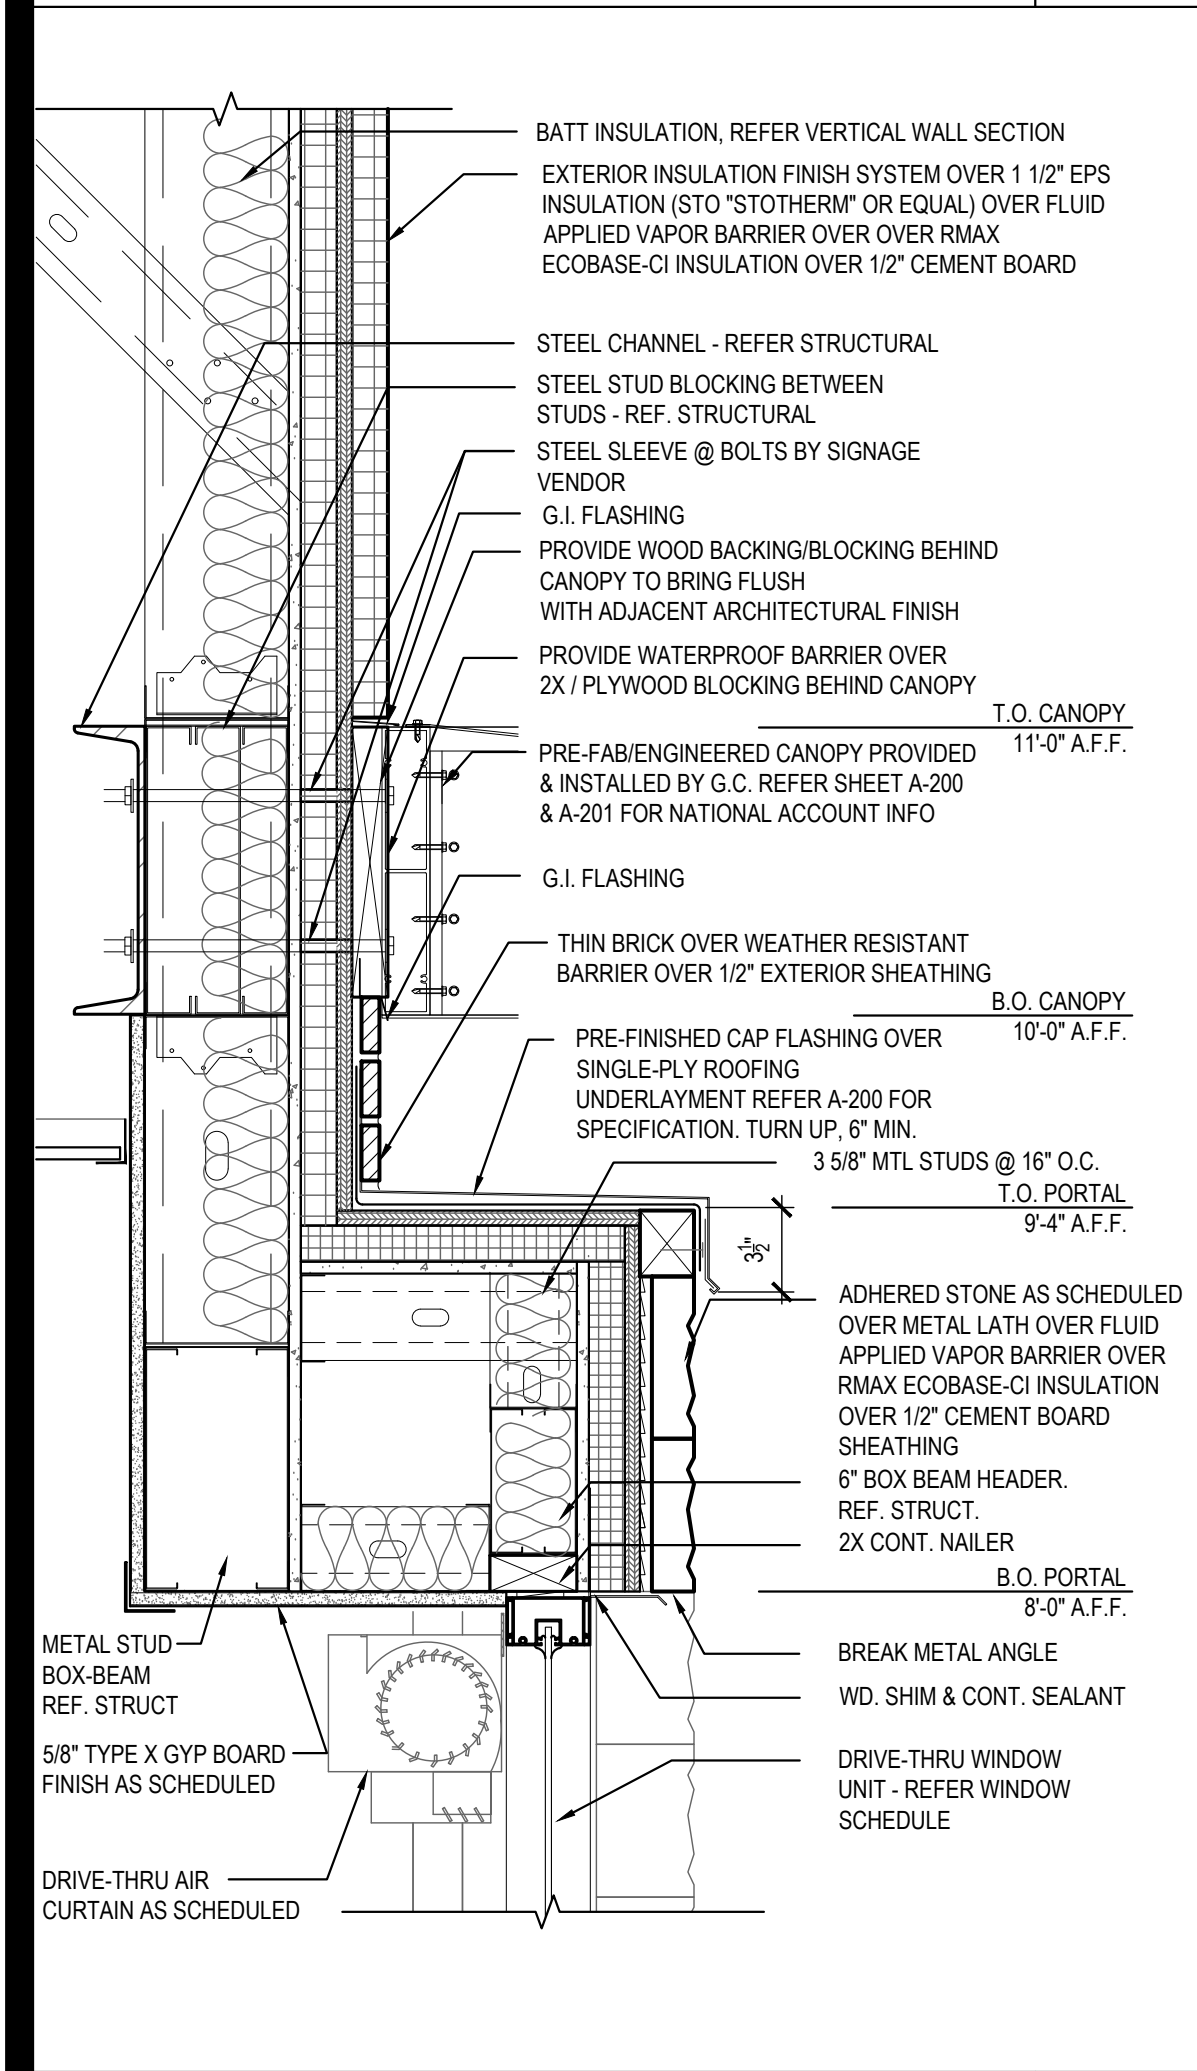 BATT INSULATION, REFER VERTICAL WALL SECTION
EXTERIOR INSULATION FINISH SYSTEM OVER 1 1/2" EPS
INSULATION (STO "STOTHERM" OR EQUAL) OVER FLUID
APPLIED VAPOR BARRIER OVER OVER RMAX
ECOBASE-CI INSULATION OVER 1/2" CEMENT BOARD
STEEL CHANNEL - REFER STRUCTURAL
STEEL STUD BLOCKING BETWEEN
STUDS - REF. STRUCTURAL
STEEL SLEEVE @ BOLTS BY SIGNAGE
VENDOR
G.I. FLASHING
PROVIDE WOOD BACKING/BLOCKING BEHIND
CANOPY TO BRING FLUSH
WITH ADJACENT ARCHITECTURAL FINISH
PROVIDE WATERPROOF BARRIER OVER
2X / PLYWOOD BLOCKING BEHIND CANOPY
T.O. CANOPY
11'-0" A.F.F.
PRE-FAB/ENGINEERED CANOPY PROVIDED
& INSTALLED BY G.C. REFER SHEET A-200
& A-201 FOR NATIONAL ACCOUNT INFO
G.I. FLASHING
THIN BRICK OVER WEATHER RESISTANT
BARRIER OVER 1/2" EXTERIOR SHEATHING
B.O. CANOPY
10'-0" A.F.F.
PRE-FINISHED CAP FLASHING OVER
SINGLE-PLY ROOFING
UNDERLAYMENT REFER A-200 FOR
SPECIFICATION. TURN UP, 6" MIN.
3 5/8" MTL STUDS @ 16" O.C.
T.O. PORTAL
9'-4" A.F.F.
3 1/2"
ADHERED STONE AS SCHEDULED
OVER METAL LATH OVER FLUID
APPLIED VAPOR BARRIER OVER
RMAX ECOBASE-CI INSULATION
OVER 1/2" CEMENT BOARD
SHEATHING
6" BOX BEAM HEADER.
REF. STRUCT.
2X CONT. NAILER
B.O. PORTAL
8'-0" A.F.F.
BREAK METAL ANGLE
WD. SHIM & CONT. SEALANT
DRIVE-THRU WINDOW
UNIT - REFER WINDOW
SCHEDULE
METAL STUD
BOX-BEAM
REF. STRUCT
5/8" TYPE X GYP BOARD
FINISH AS SCHEDULED
DRIVE-THRU AIR
CURTAIN AS SCHEDULED